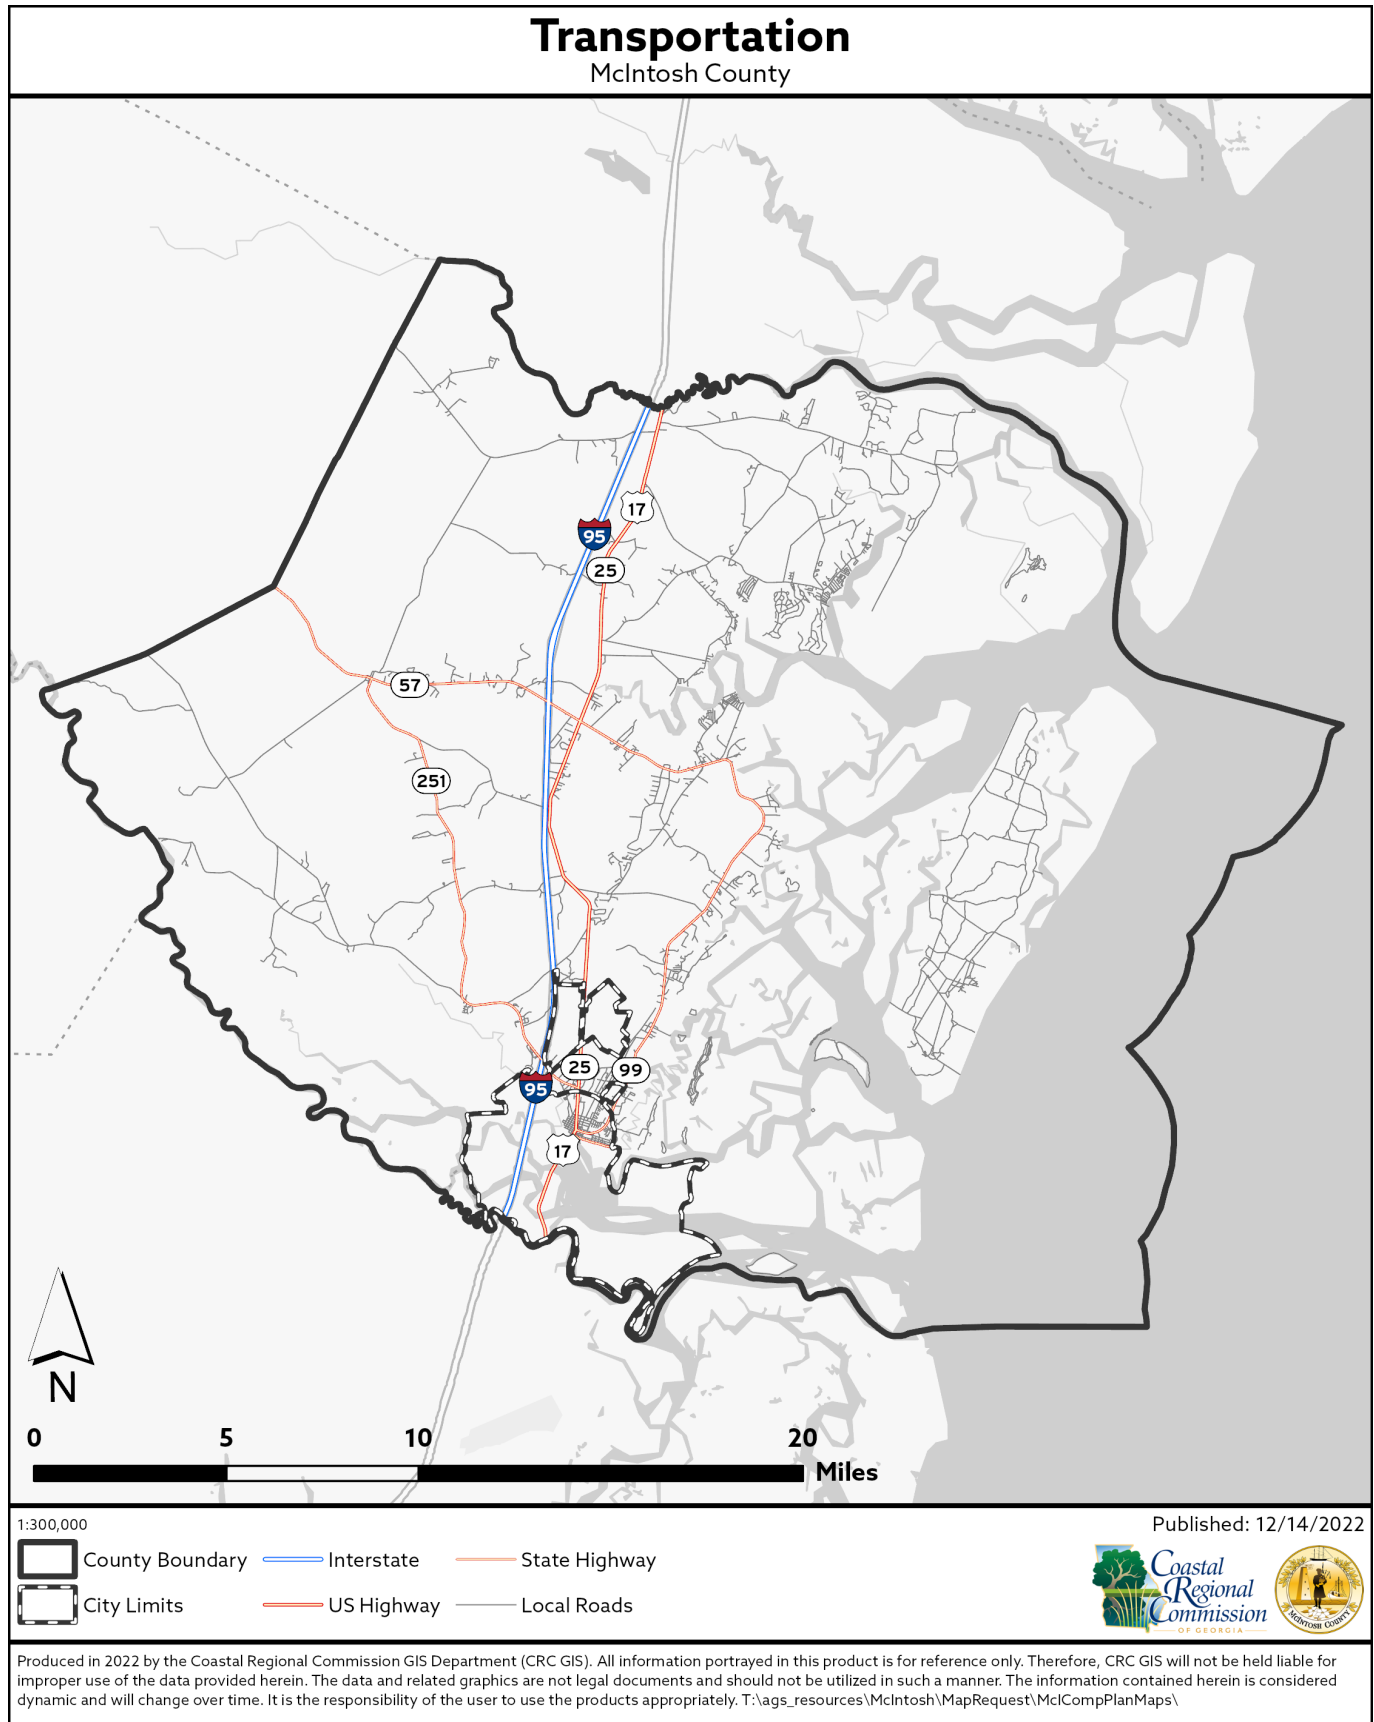 Transportation
McIntosh County
17
95
25
57
251
25
99
95
17
N
0 5 10 20
Miles
1:300,000
Published: 12/14/2022
County Boundary
Interstate
State Highway
City Limits
US Highway
Local Roads
Coastal
Regional
Commission
OF GEORGIA
McINTOSH COUNTY
Produced in 2022 by the Coastal Regional Commission GIS Department (CRC GIS). All information portrayed in this product is for reference only. Therefore, CRC GIS will not be held liable for
improper use of the data provided herein. The data and related graphics are not legal documents and should not be utilized in such a manner. The information contained herein is considered
dynamic and will change over time. It is the responsibility of the user to use the products appropriately. T:\ags_resources\McIntosh\MapRequest\McICompPlanMaps\